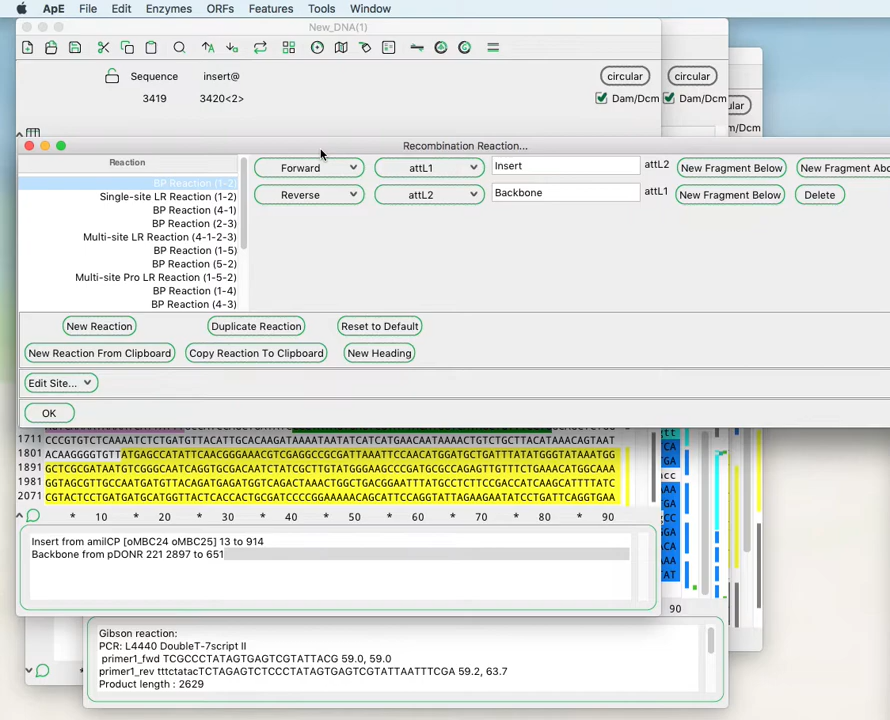 ApE File Edit Enzymes ORFs Features Tools Window
New_DNA(1)
Sequence insert@ circular circular
3419 3420<2> Dam/Dcm Dam/Dcm
Recombination Reaction...
Reaction
BP Reaction (1-2)
Single-site LR Reaction (1-2)
BP Reaction (4-1)
BP Reaction (2-3)
Multi-site LR Reaction (4-1-2-3)
BP Reaction (1-5)
BP Reaction (5-2)
Multi-site Pro LR Reaction (1-5-2)
BP Reaction (1-4)
BP Reaction (4-3)
Forward attL1 Insert attL2 New Fragment Below New Fragment Abo
Reverse attL2 Backbone attL1 New Fragment Below Delete
New Reaction Duplicate Reaction Reset to Default
New Reaction From Clipboard Copy Reaction To Clipboard New Heading
Edit Site...
OK
1711 CCCGTGTCTCAAAATCTCTGATGTTACATTGCACAAGATAAAAATATATCATCATGAACAATAAAACTGTCTGCTTACATAAACAGTAAT
1801 ACAAGGGGTGTTATGAGCCATATTCAACGGGAAACGTCGAGGCCGCGATTAAATTCCAACATGGATGCTGATTTATATGGGTATAAATGG
1891 GCTCGCGATAATGTCGGGCAATCAGGTGCGACAATCTATCGCTTGTATGGGAAGCCCGATGCGCCAGAGTTGTTTCTGAAACATGGCAAA
1981 GGTAGCGTTGCCAATGATGTTACAGATGAGATGGTCAGACTAAACTGGCTGACGGAATTTATGCCTCTTCCGACCATCAAGCATTTTATC
2071 CGTACTCCTGATGATGCATGGTTACTCACCACTGCGATCCCCGGAAAAACAGCATTCCAGGTATTAGAAGAATATCCTGATTCAGGTGAA
* 10 * 20 * 30 * 40 * 50 * 60 * 70 * 80 * 90
Insert from amilCP [oMBC24 oMBC25] 13 to 914
Backbone from pDONR 221 2897 to 651
90
Gibson reaction:
PCR: L4440 DoubleT-7script II
primer1_fwd TCGCCCTATAGTGAGTCGTATTACG 59.0, 59.0
primer1_rev tttctatacTCTAGAGTCTCCCTATAGTGAGTCGTATTAATTTCGA 59.2, 63.7
Product length : 2629